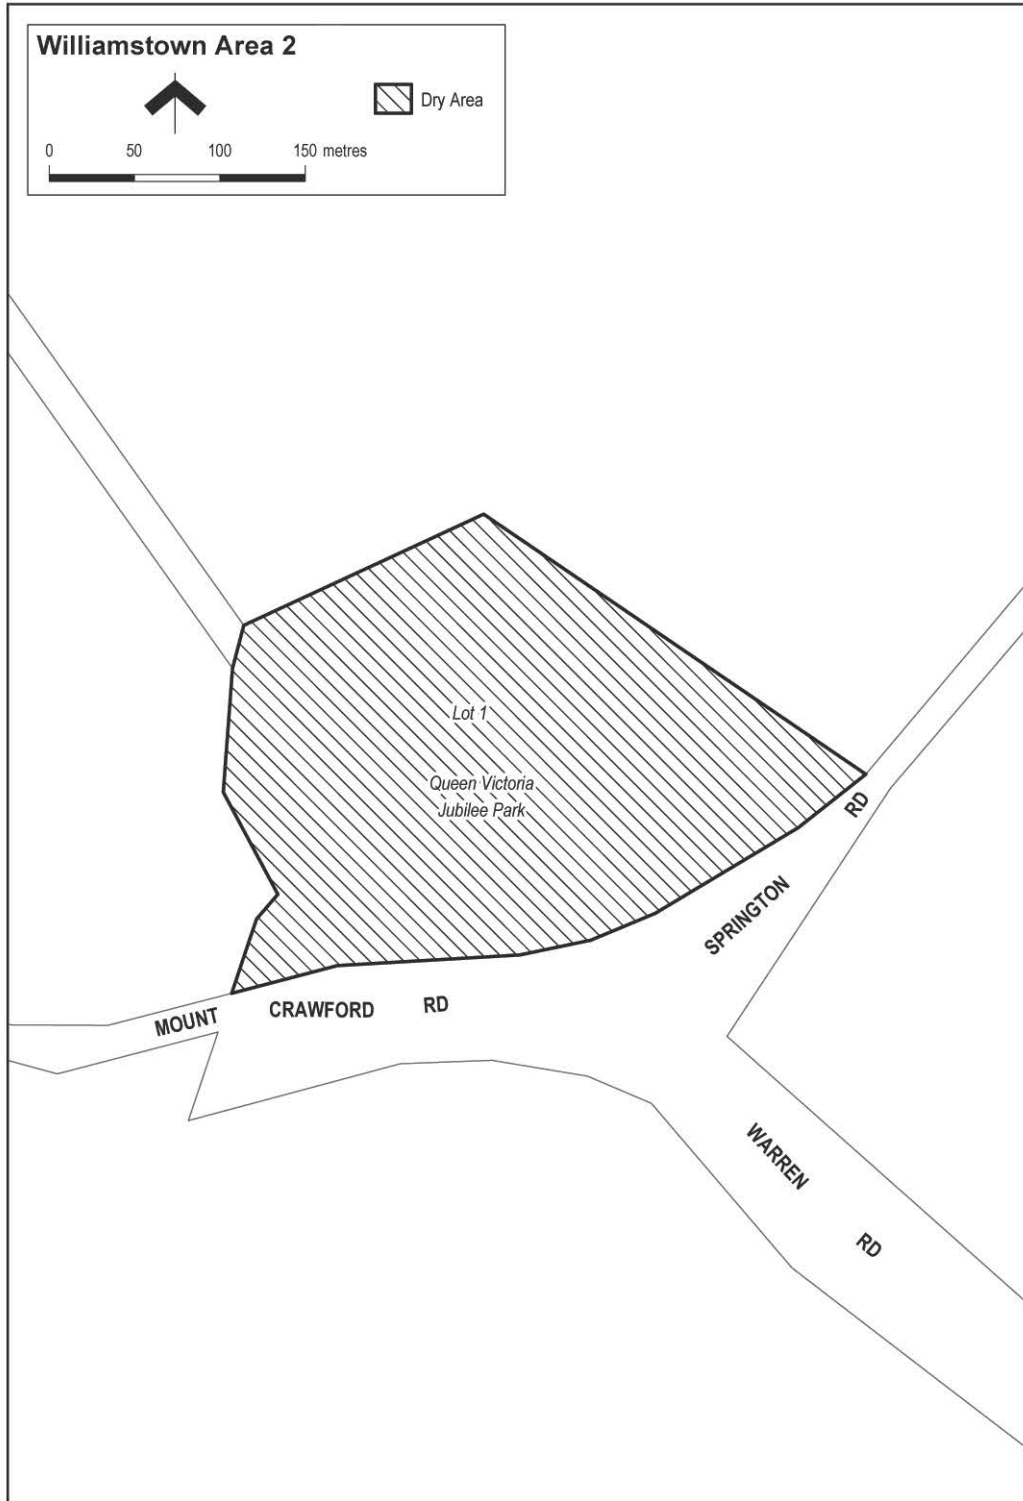 Williamstown Area 2
Dry Area
0 50 100 150 metres
Lot 1
Queen Victoria
Jubilee Park
RD
SPRINGTON
MOUNT CRAWFORD RD
WARREN
RD